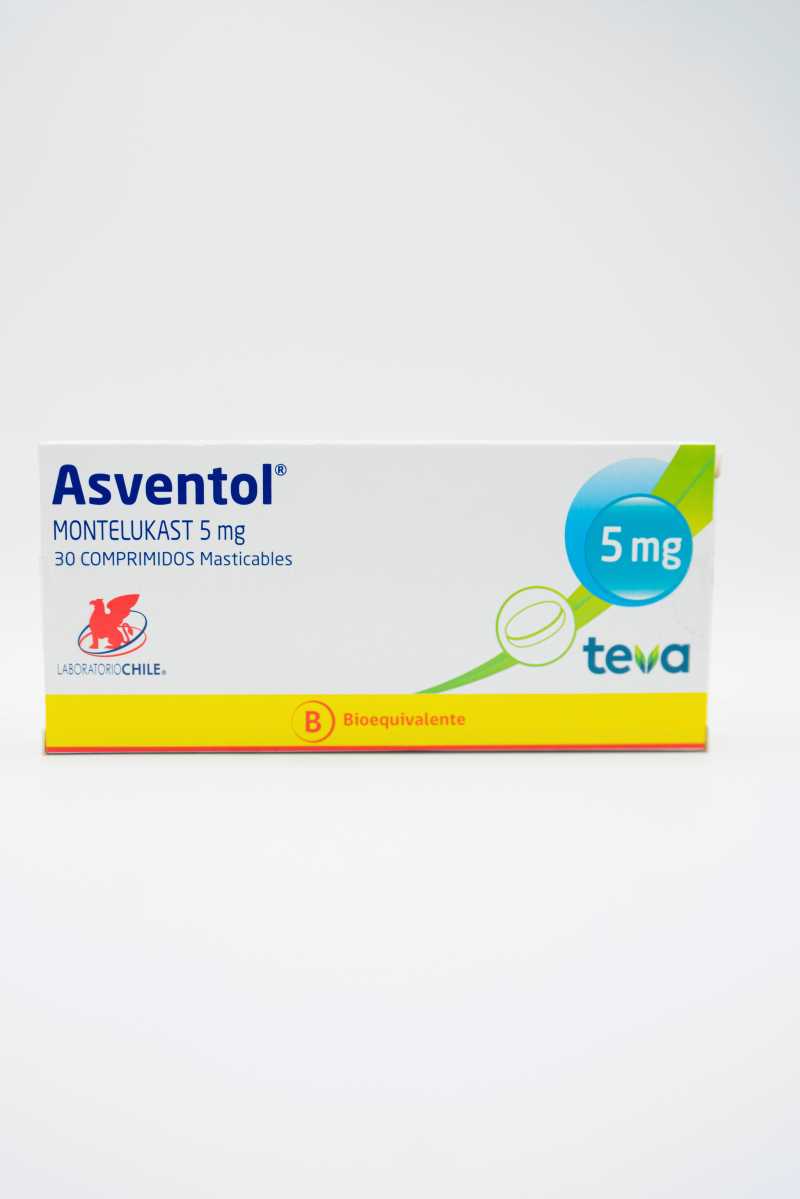 Asventol®
MONTELUKAST 5 mg
30 COMPRIMIDOS Masticables
LABORATORIOCHILE®
5 mg
teva
B Bioequivalente